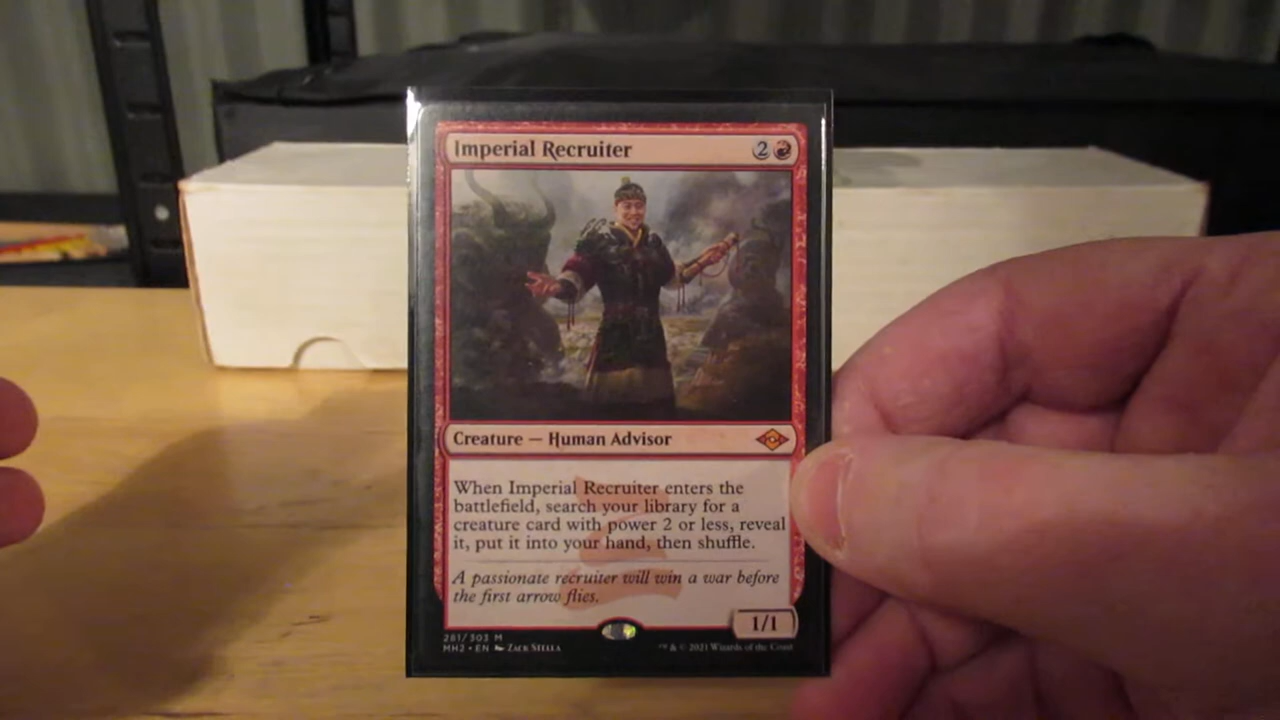 Imperial Recruiter 2
Creature — Human Advisor
When Imperial Recruiter enters the
battlefield, search your library for a
creature card with power 2 or less, reveal
it, put it into your hand, then shuffle.
A passionate recruiter will win a war before
the first arrow flies.
1/1
281/303 M
MH2 • EN Zack Stella
™ & © 2021 Wizards of the Coast